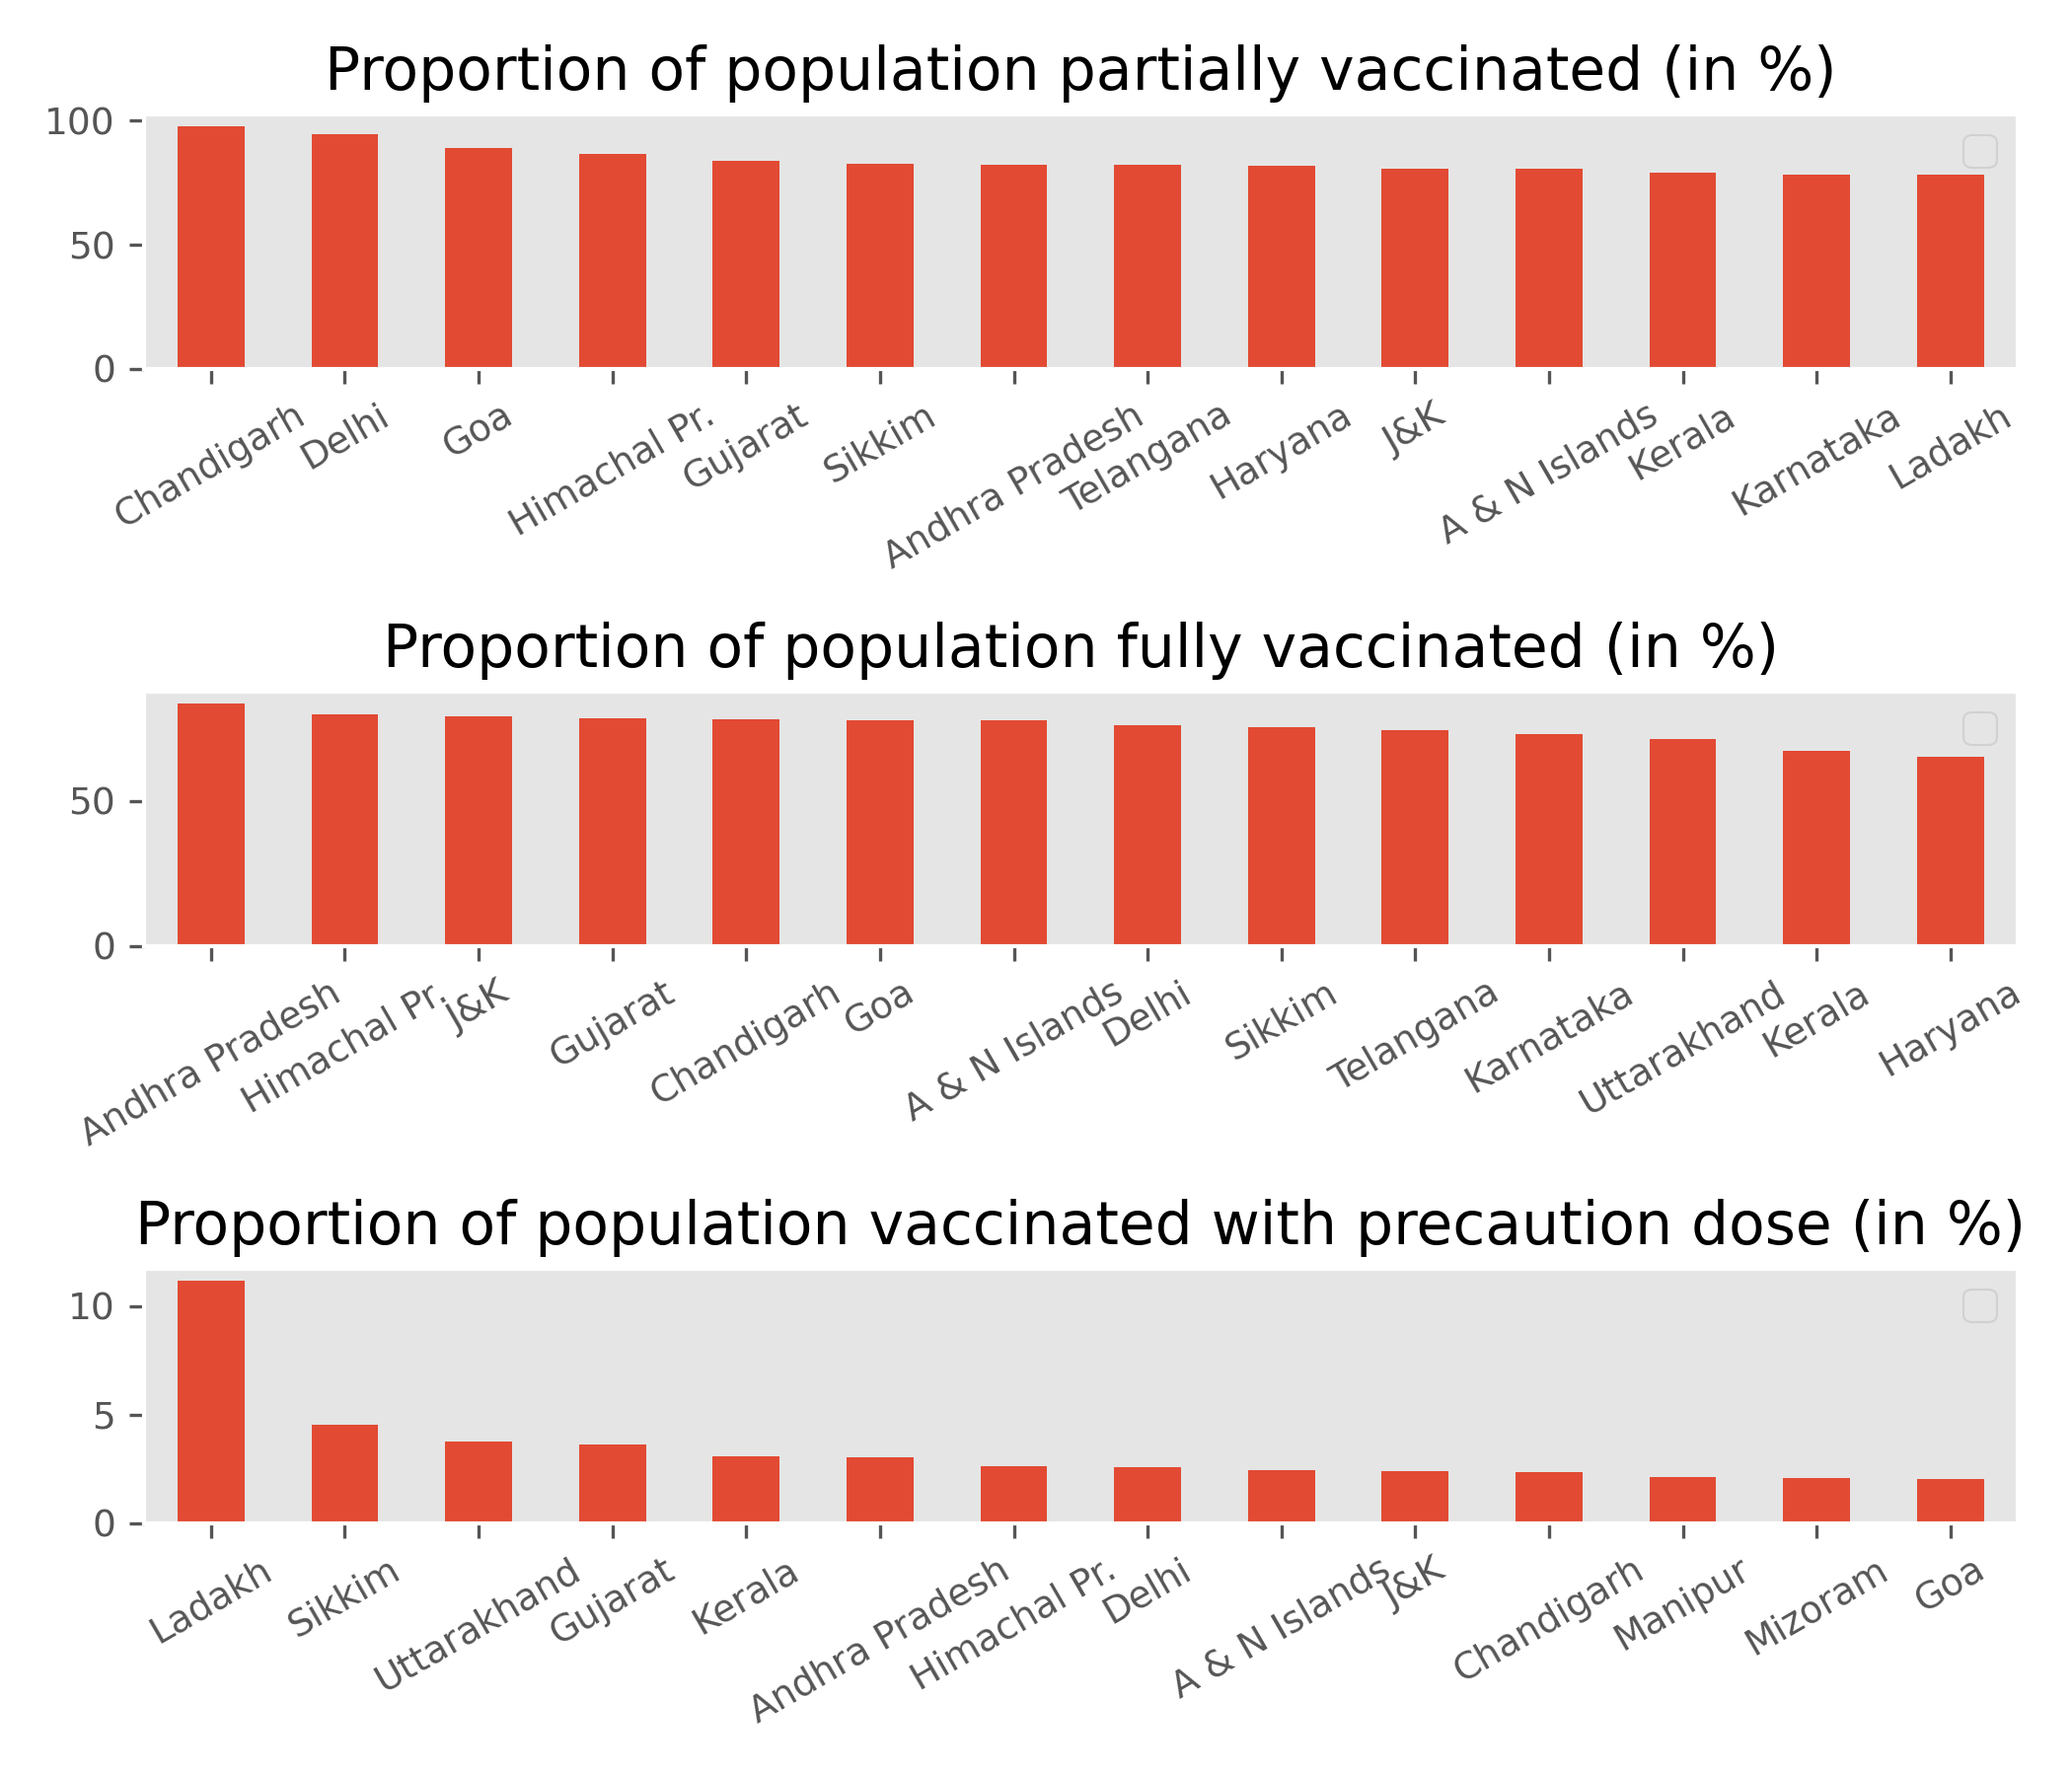 Proportion of population partially vaccinated (in %)
100
50
0
Chandigarh
Delhi
Goa
Himachal Pr.
Gujarat
Sikkim
Andhra Pradesh
Telangana
Haryana
J&K
A & N Islands
Kerala
Karnataka
Ladakh
Proportion of population fully vaccinated (in %)
50
0
Andhra Pradesh
Himachal Pr.
J&K
Gujarat
Chandigarh
Goa
A & N Islands
Delhi
Sikkim
Telangana
Karnataka
Uttarakhand
Kerala
Haryana
Proportion of population vaccinated with precaution dose (in %)
10
5
0
Ladakh
Sikkim
Uttarakhand
Gujarat
Kerala
Andhra Pradesh
Himachal Pr.
Delhi
A & N Islands
J&K
Chandigarh
Manipur
Mizoram
Goa